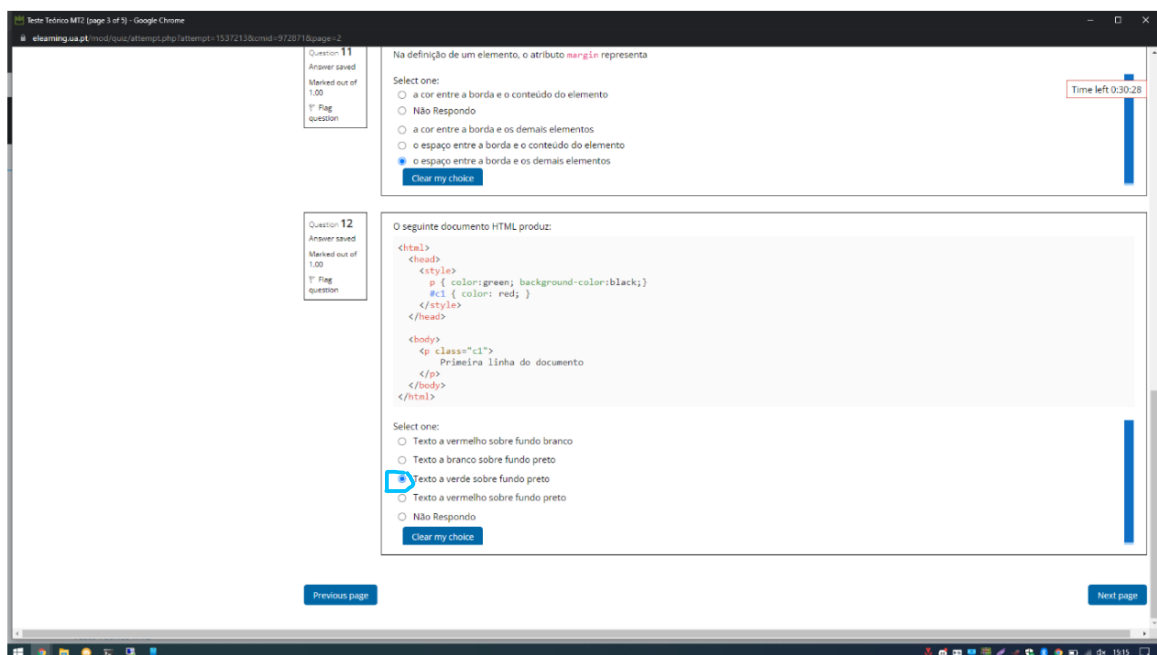 Teste Teórico MT2 (page 3 of 5) - Google Chrome
elearning.ua.pt/mod/quiz/attempt.php?attempt=1537213&cmid=972871&page=2
Question 11
Answer saved
Marked out of
1.00
Flag
question
Na definição de um elemento, o atributo margin representa
Select one:
a cor entre a borda e o conteúdo do elemento
Não Respondo
a cor entre a borda e os demais elementos
o espaço entre a borda e o conteúdo do elemento
o espaço entre a borda e os demais elementos
Clear my choice
Time left 0:30:28
Question 12
Answer saved
Marked out of
1.00
Flag
question
O seguinte documento HTML produz:
<html>
<head>
<style>
p { color:green; background-color:black;}
#c1 { color: red; }
</style>
</head>
<body>
<p class="c1">
Primeira linha do documento
</p>
</body>
</html>
Select one:
Texto a vermelho sobre fundo branco
Texto a branco sobre fundo preto
Texto a verde sobre fundo preto
Texto a vermelho sobre fundo preto
Não Respondo
Clear my choice
Previous page
Next page
15:15